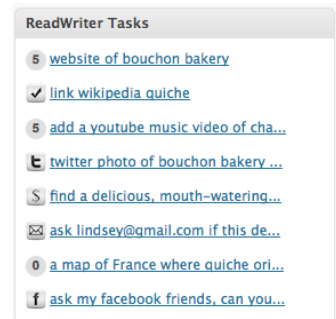 ReadWriter Tasks
5 website of bouchon bakery
link wikipedia quiche
5 add a youtube music video of cha...
t twitter photo of bouchon bakery ...
S find a delicious, mouth-watering...
ask lindsey@gmail.com if this de...
0 a map of France where quiche ori...
f ask my facebook friends, can you...